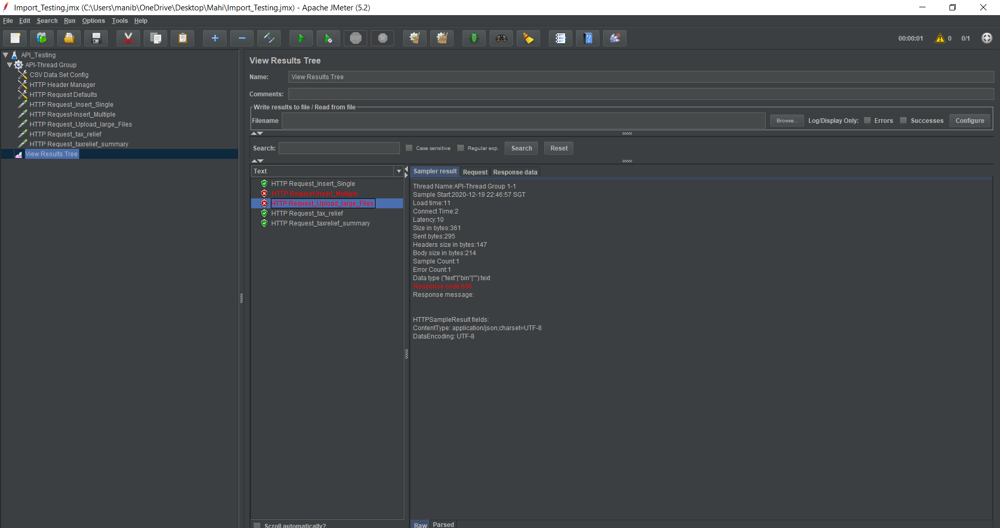 Import_Testing.jmx (C:\Users\manib\OneDrive\Desktop\Mahi\Import_Testing.jmx) - Apache JMeter (5.2)
File Edit Search Run Options Tools Help
STOP
00:00:01 0 0/1
API_Testing
API-Thread Group
CSV Data Set Config
HTTP Header Manager
HTTP Request Defaults
HTTP Request_Insert_Single
HTTP Request-Insert_Multiple
HTTP Request_Upload_large_Files
HTTP Request_tax_relief
HTTP Request_taxrelief_summary
View Results Tree
View Results Tree
Name: View Results Tree
Comments:
Write results to file / Read from file
Filename Browse... Log/Display Only: Errors Successes Configure
Search: Case sensitive Regular exp. Search Reset
Text
HTTP Request_Insert_Single
HTTP Request-Insert_Multiple
HTTP Request_Upload_large_Files
HTTP Request_tax_relief
HTTP Request_taxrelief_summary
Scroll automatically?
Sampler result Request Response data
Thread Name:API-Thread Group 1-1
Sample Start:2020-12-19 22:46:57 SGT
Load time:11
Connect Time:2
Latency:10
Size in bytes:361
Sent bytes:295
Headers size in bytes:147
Body size in bytes:214
Sample Count:1
Error Count:1
Data type ("text"|"bin"|""):text
Response code:500
Response message:
HTTPSampleResult fields:
ContentType: application/json;charset=UTF-8
DataEncoding: UTF-8
Raw Parsed